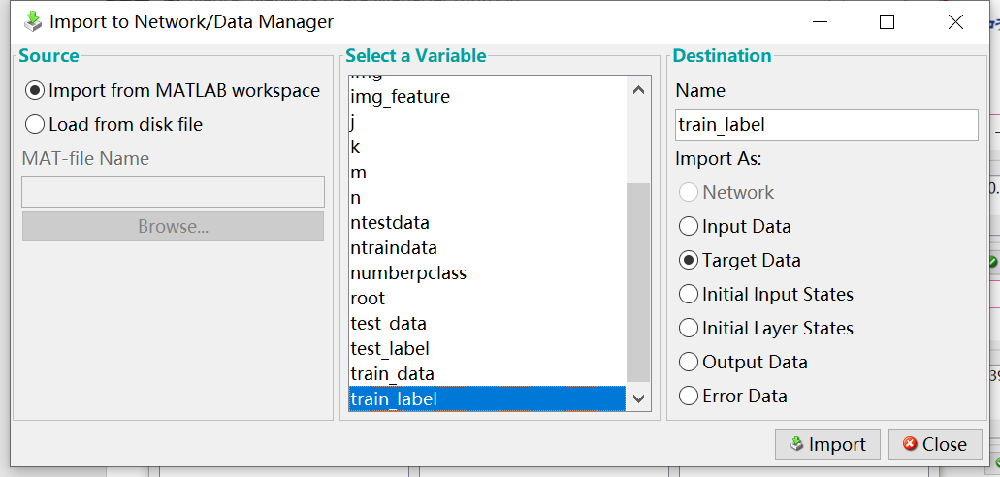 Import to Network/Data Manager
Source
Import from MATLAB workspace
Load from disk file
MAT-file Name
Browse...
Select a Variable
img_feature
j
k
m
n
ntestdata
ntraindata
numberpclass
root
test_data
test_label
train_data
train_label
Destination
Name
train_label
Import As:
Network
Input Data
Target Data
Initial Input States
Initial Layer States
Output Data
Error Data
Import
Close